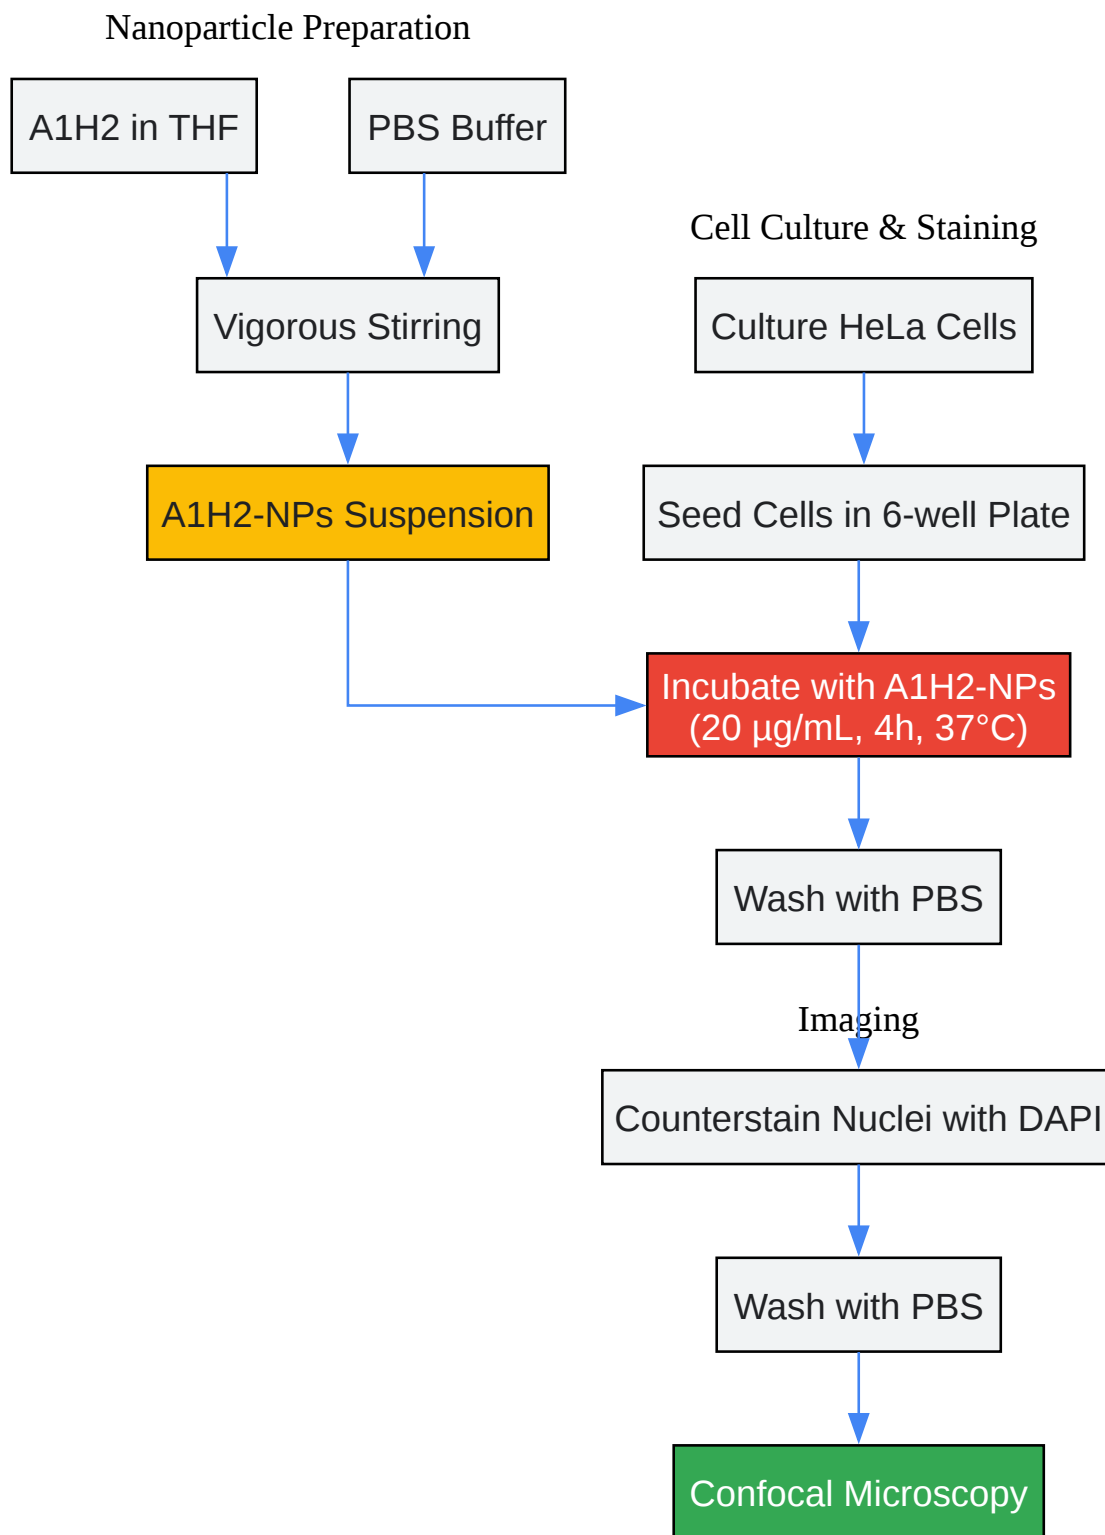 Nanoparticle Preparation
A1H2 in THF
PBS Buffer
Vigorous Stirring
A1H2-NPs Suspension
Cell Culture & Staining
Culture HeLa Cells
Seed Cells in 6-well Plate
Incubate with A1H2-NPs
(20 µg/mL, 4h, 37°C)
Wash with PBS
Imaging
Counterstain Nuclei with DAPI
Wash with PBS
Confocal Microscopy